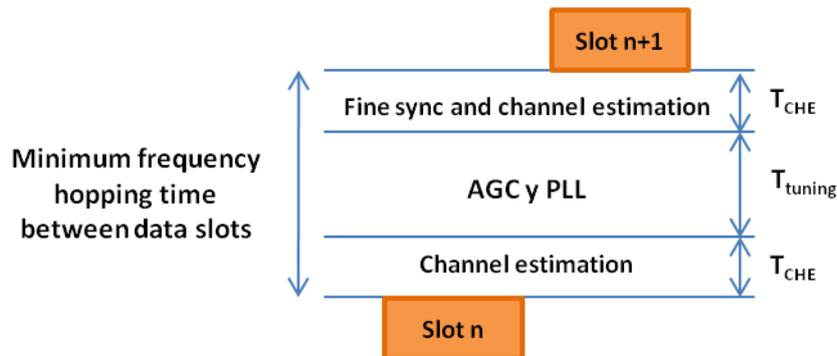 Slot n+1
Fine sync and channel estimation
T_CHE
Minimum frequency
hopping time
between data slots
AGC y PLL
T_tuning
Channel estimation
T_CHE
Slot n